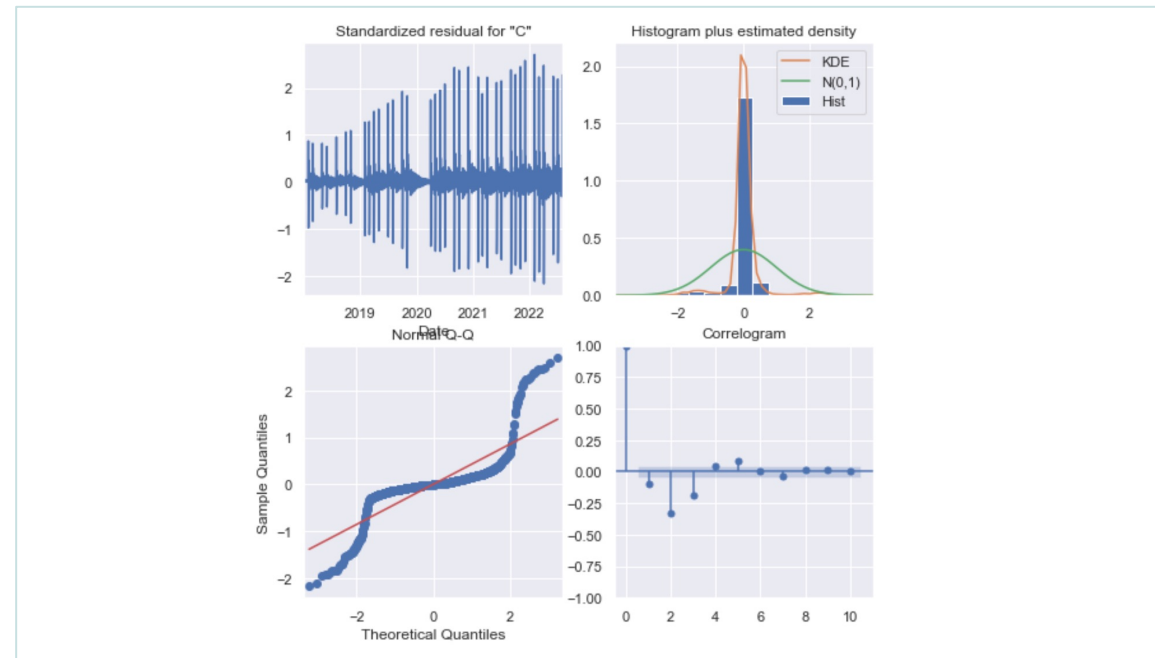 Standardized residual for "C"
2
1
0
−1
−2
2019 2020 2021 2022
Date
Histogram plus estimated density
KDE
N(0,1)
Hist
2.0
1.5
1.0
0.5
0.0
−2 0 2
Normal Q-Q
Sample Quantiles
2
1
0
−1
−2
−2 0 2
Theoretical Quantiles
Correlogram
1.00
0.75
0.50
0.25
0.00
−0.25
−0.50
−0.75
−1.00
0 2 4 6 8 10